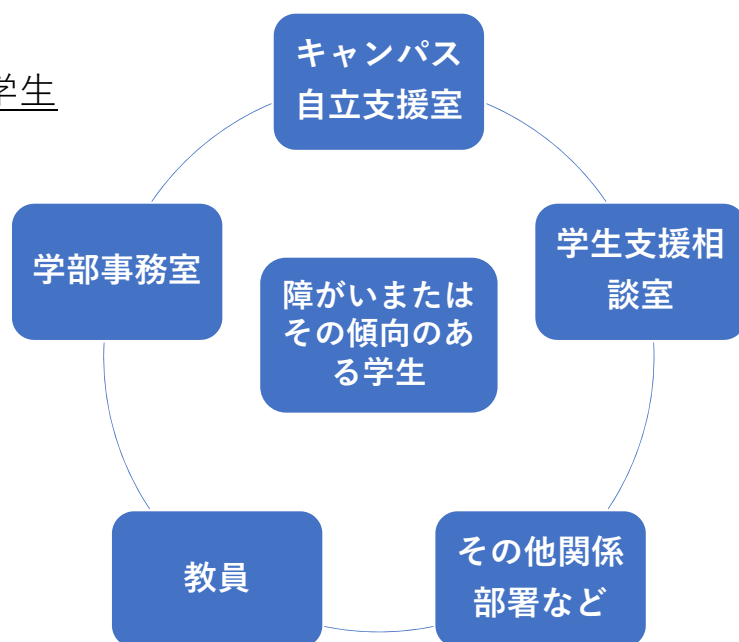 学生
キャンパス
自立支援室
学部事務室
学生支援相
談室
障がいまたは
その傾向のあ
る学生
教員
その他関係
部署など